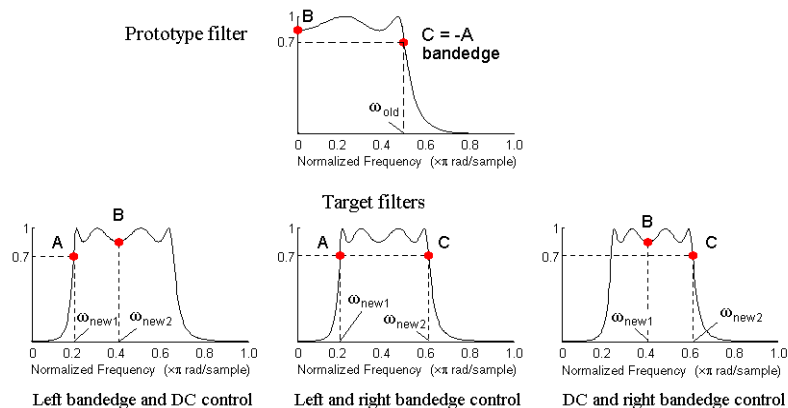 Prototype filter
1
B
0.7
C = -A
bandedge
ωold
0 0.2 0.4 0.6 0.8 1.0
Normalized Frequency (×π rad/sample)
Target filters
1
B
A
0.7
ωnew1
ωnew2
0 0.2 0.4 0.6 0.8 1.0
Normalized Frequency (×π rad/sample)
Left bandedge and DC control
1
A
C
0.7
ωnew1
ωnew2
0 0.2 0.4 0.6 0.8 1.0
Normalized Frequency (×π rad/sample)
Left and right bandedge control
1
B
C
0.7
ωnew1
ωnew2
0 0.2 0.4 0.6 0.8 1.0
Normalized Frequency (×π rad/sample)
DC and right bandedge control